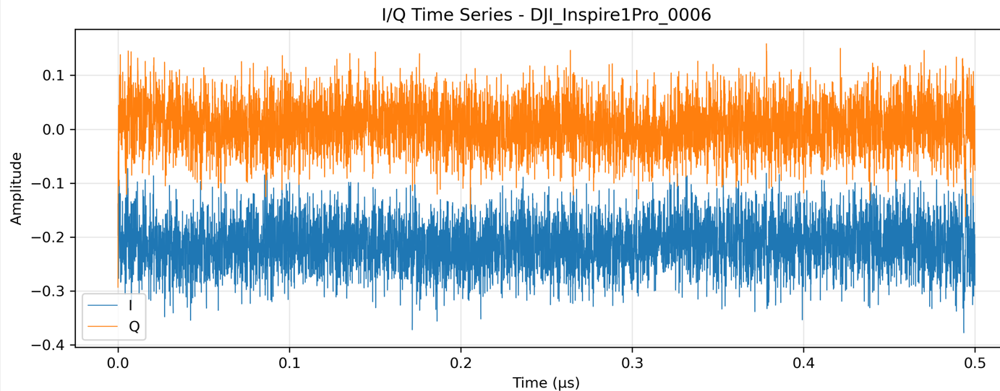 I/Q Time Series - DJI_Inspire1Pro_0006
Amplitude
0.1
0.0
−0.1
−0.2
−0.3
−0.4
I
Q
0.0 0.1 0.2 0.3 0.4 0.5
Time (µs)